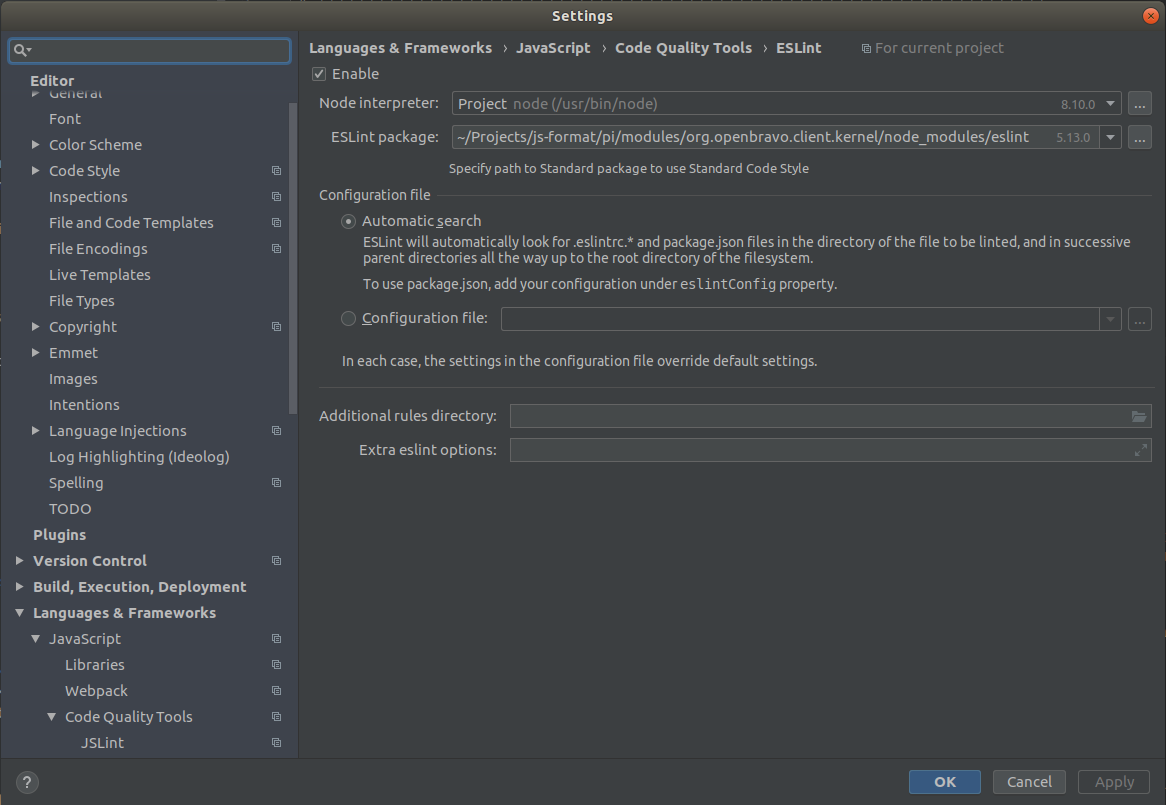 Settings
Editor
General
Font
Color Scheme
Code Style
Inspections
File and Code Templates
File Encodings
Live Templates
File Types
Copyright
Emmet
Images
Intentions
Language Injections
Log Highlighting (Ideolog)
Spelling
TODO
Plugins
Version Control
Build, Execution, Deployment
Languages & Frameworks
JavaScript
Libraries
Webpack
Code Quality Tools
JSLint
Languages & Frameworks › JavaScript › Code Quality Tools › ESLint For current project
Enable
Node interpreter: Project node (/usr/bin/node) 8.10.0 ...
ESLint package: ~/Projects/js-format/pi/modules/org.openbravo.client.kernel/node_modules/eslint 5.13.0 ...
Specify path to Standard package to use Standard Code Style
Configuration file
Automatic search
ESLint will automatically look for .eslintrc.* and package.json files in the directory of the file to be linted, and in successive
parent directories all the way up to the root directory of the filesystem.
To use package.json, add your configuration under eslintConfig property.
Configuration file: ...
In each case, the settings in the configuration file override default settings.
Additional rules directory:
Extra eslint options:
? OK Cancel Apply